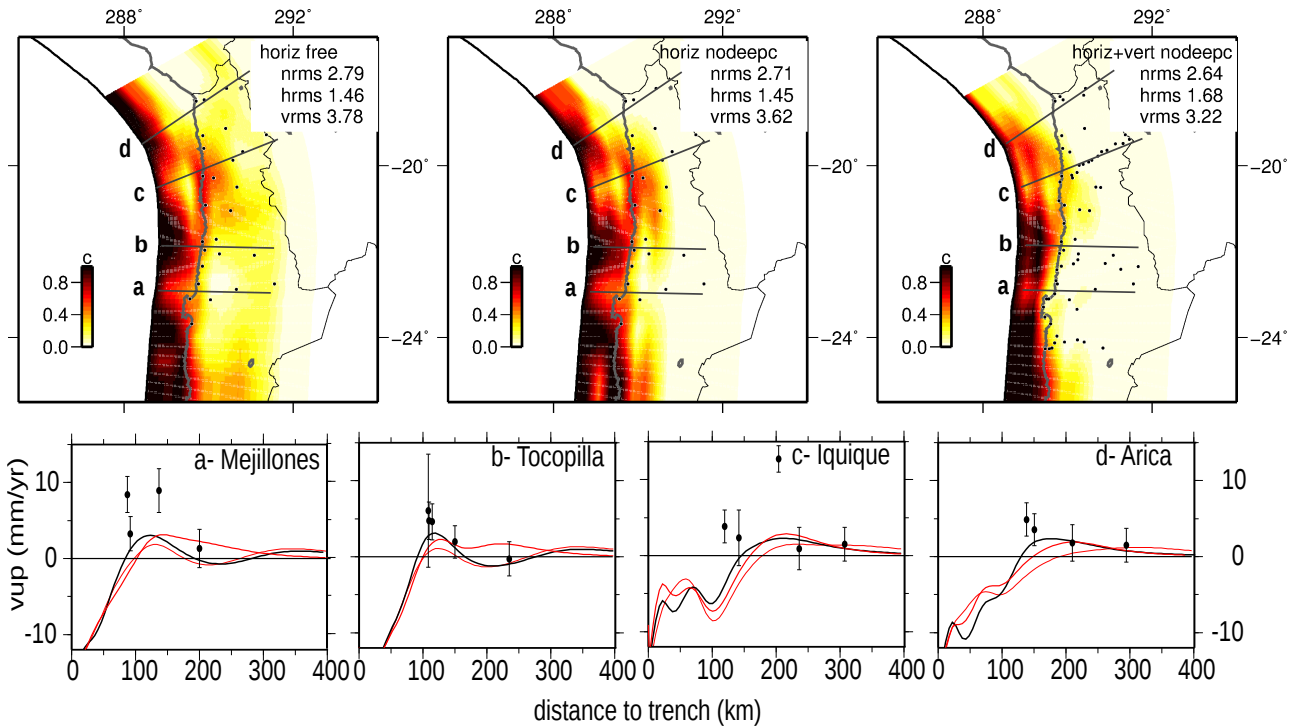 288° 292° 288° 292° 288° 292°
horiz free
nrms 2.79
hrms 1.46
vrms 3.78
horiz nodeepc
nrms 2.71
hrms 1.45
vrms 3.62
horiz+vert nodeepc
nrms 2.64
hrms 1.68
vrms 3.22
d
c
b
a
d
c
b
a
d
c
b
a
−20°
−24°
−20°
−24°
−20°
−24°
c
0.8
0.4
0.0
c
0.8
0.4
0.0
c
0.8
0.4
0.0
a- Mejillones
b- Tocopilla
c- Iquique
d- Arica
vup (mm/yr)
10
0
-10
10
0
-10
0 100 200 300 400
0 100 200 300 400
0 100 200 300 400
0 100 200 300 400
distance to trench (km)